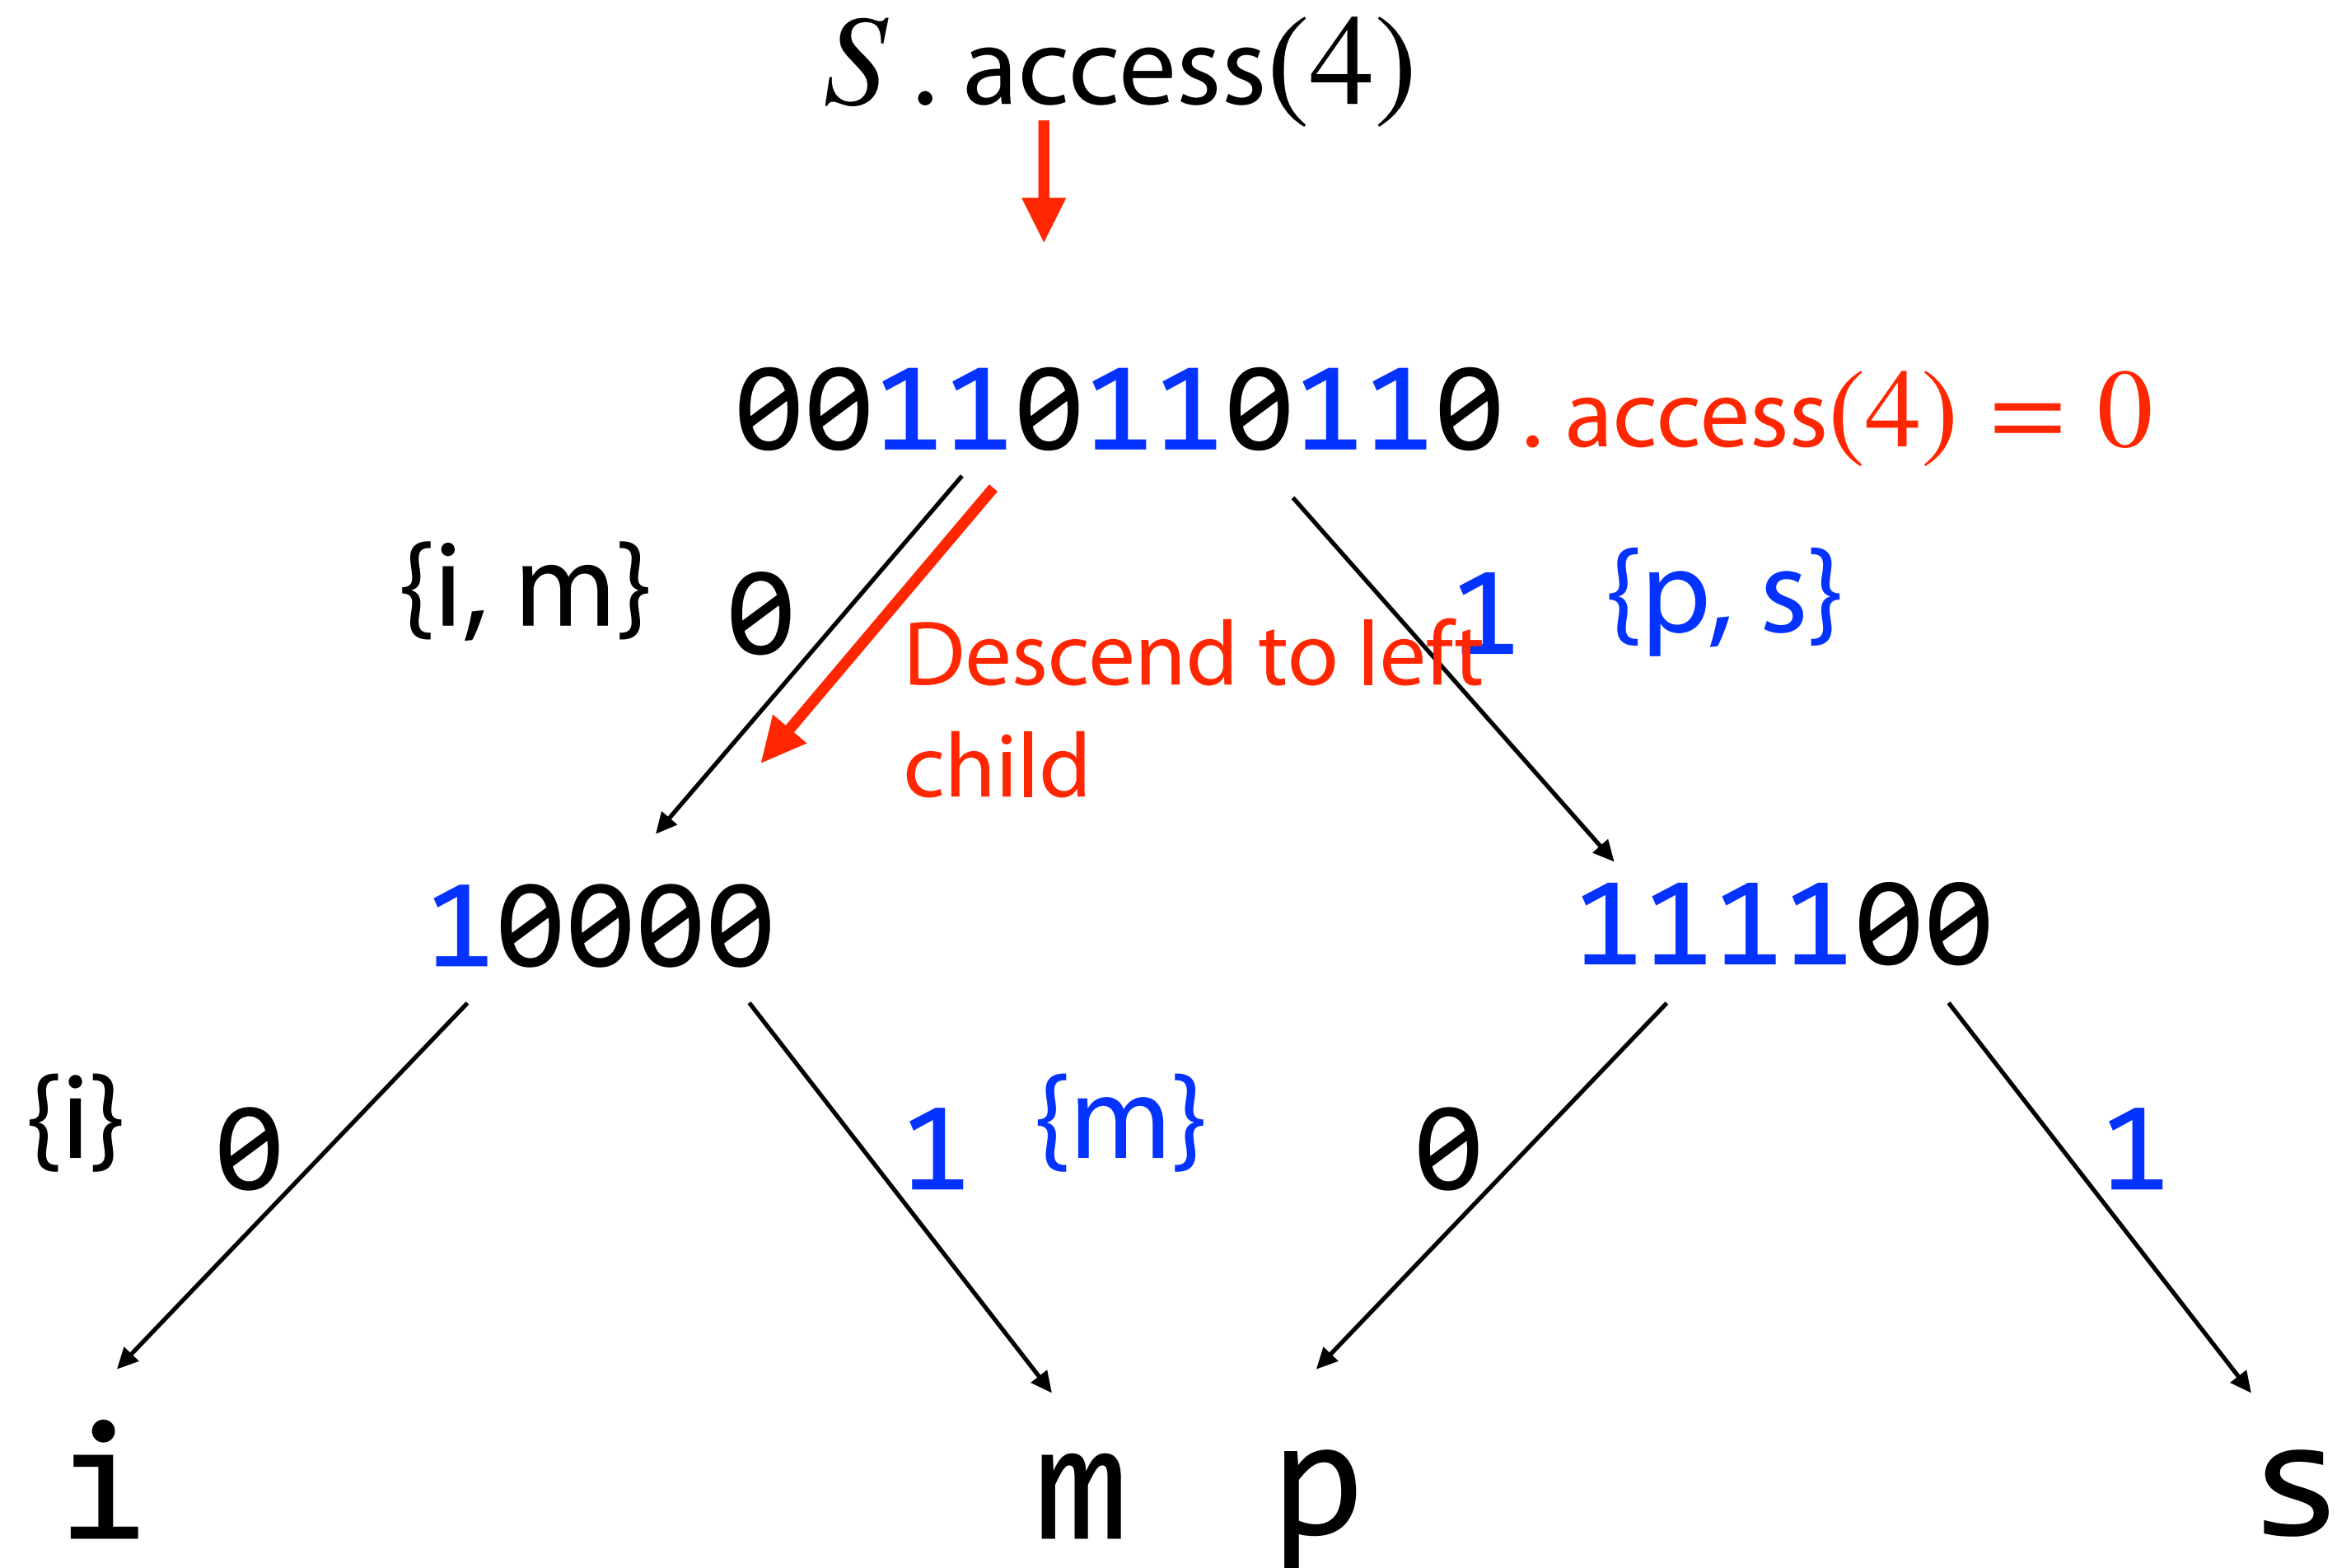 S . access(4)
00110110110 . access(4) = 0
{i, m} 0
1 {p, s}
Descend to left
child
10000
111100
{i} 0
1 {m}
0
1
i
m
p
s